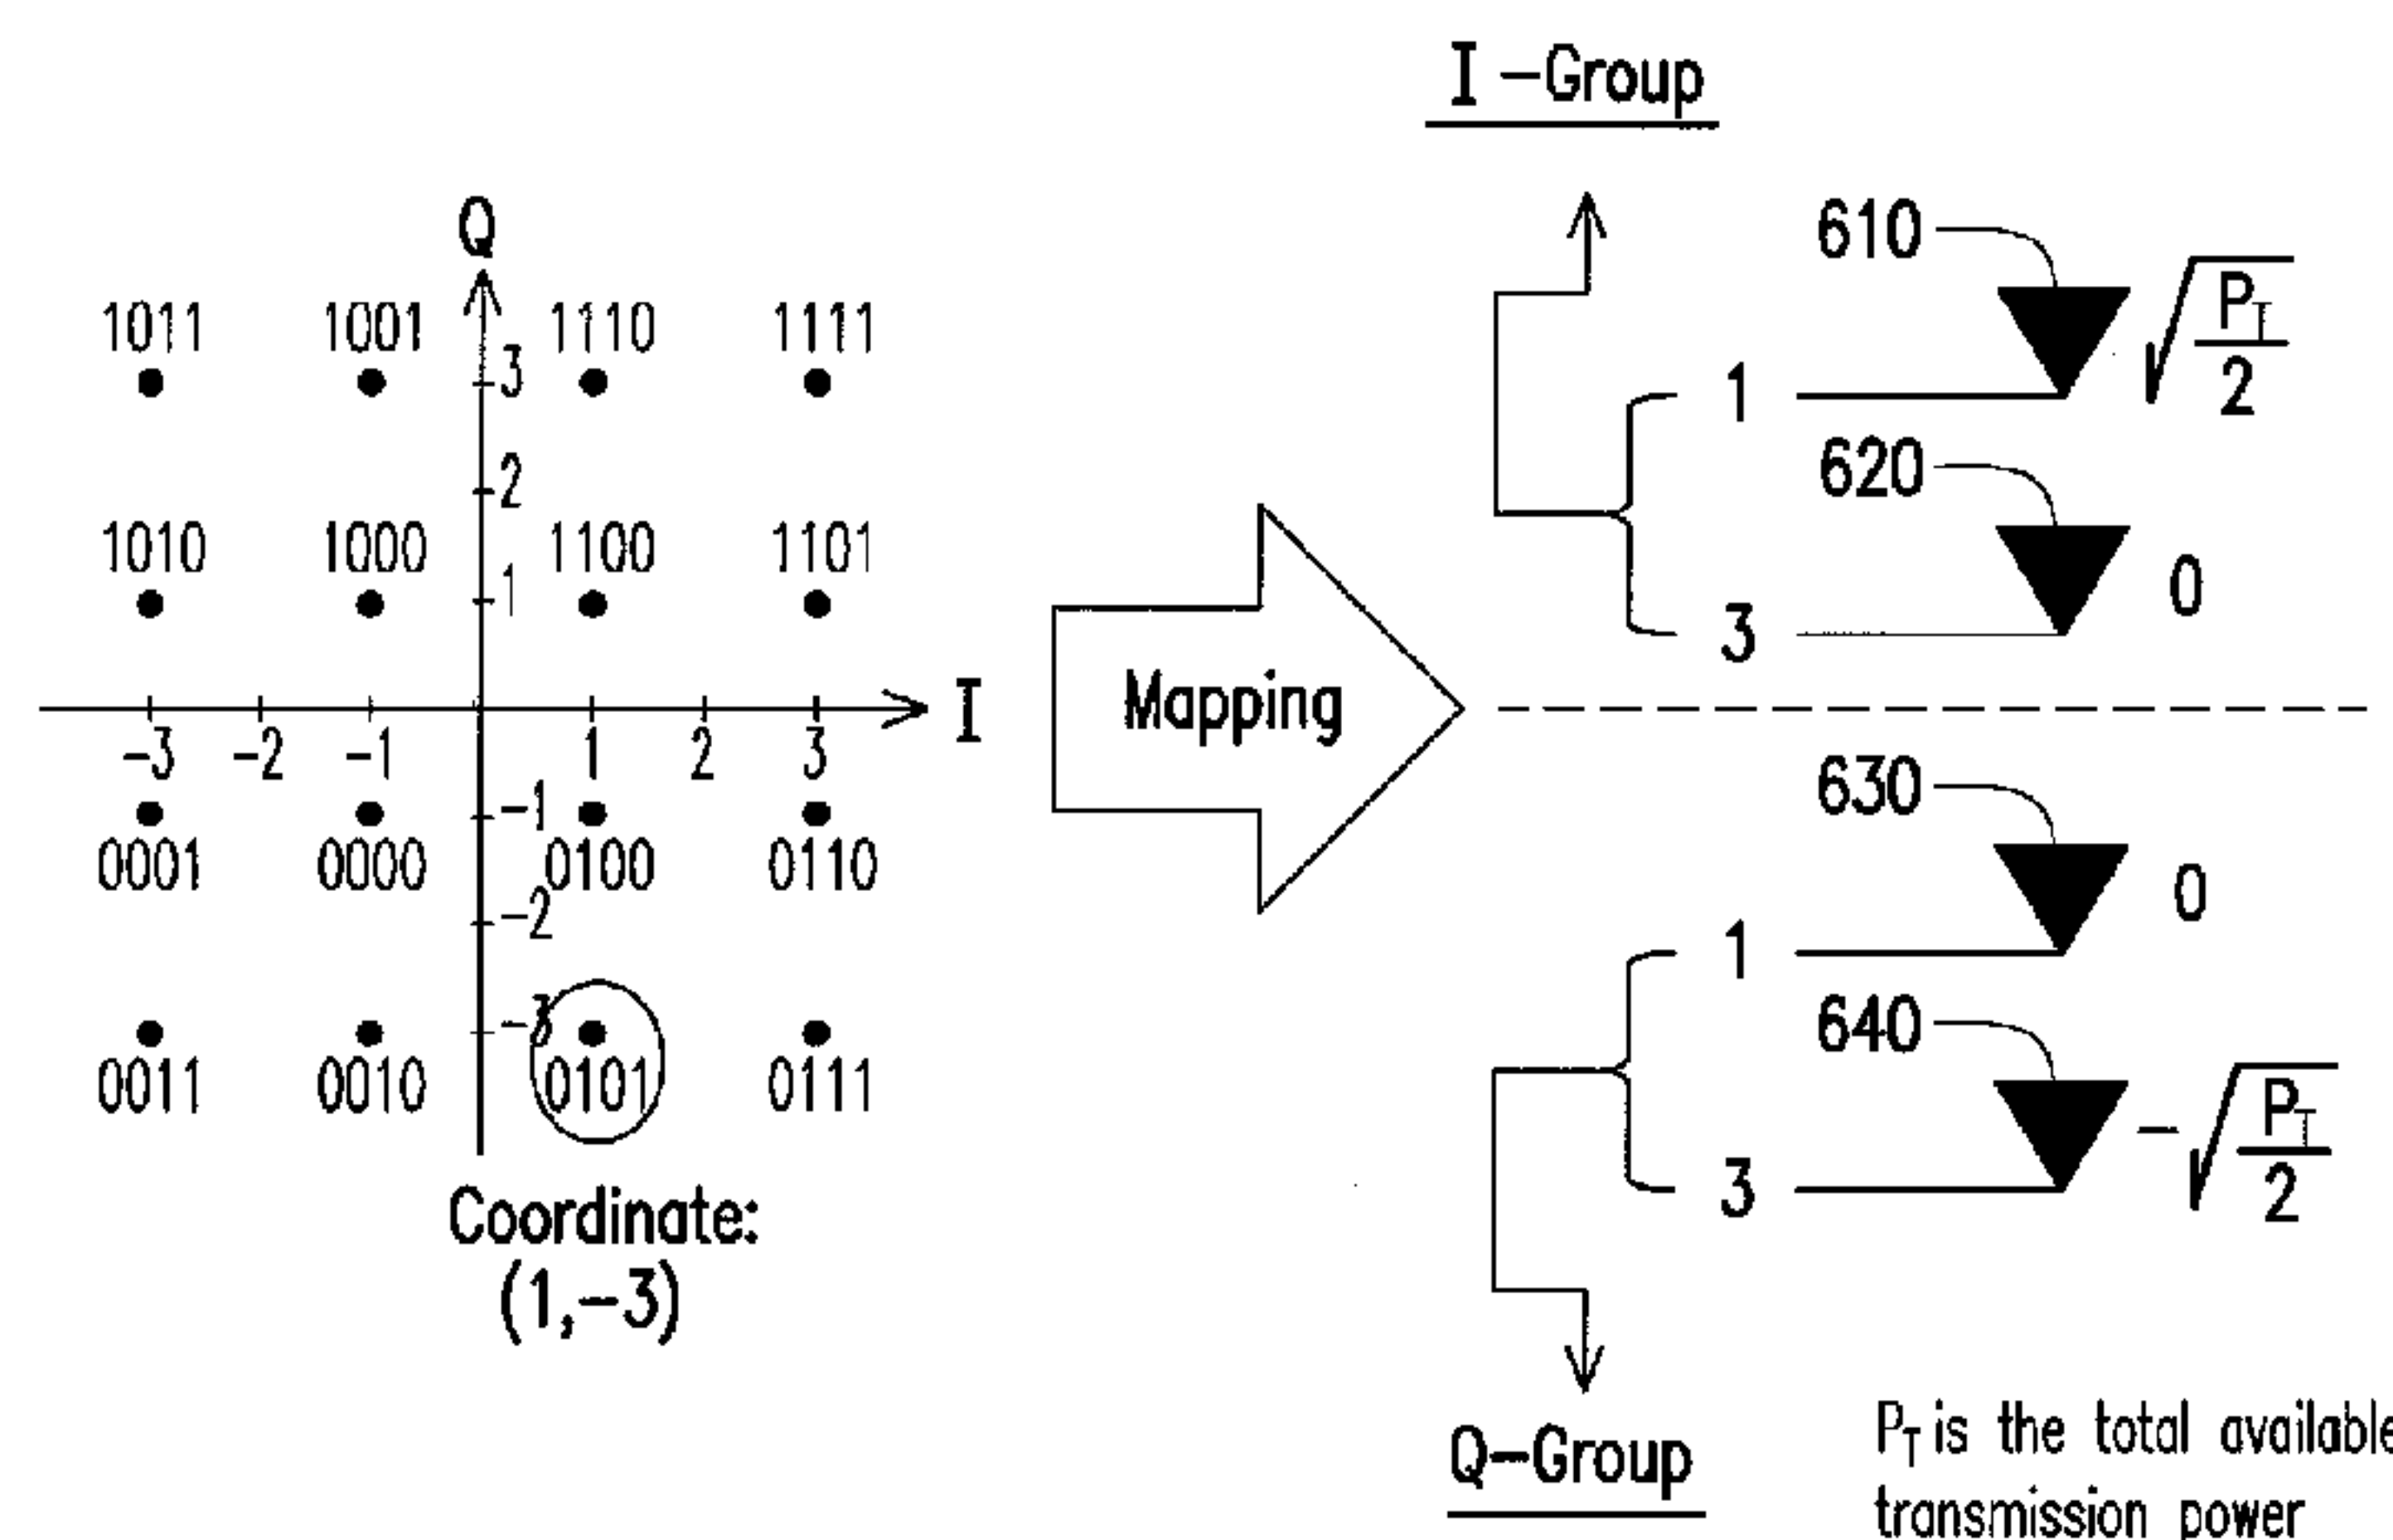 I-Group
Q
610
√(P_T/2)
1011 1001 1110 1111
3
1
620
2
1010 1000 1100 1101
1
0
3
I
Mapping
-3 -2 -1 1 2 3
630
-1
0001 0000 0100 0110
0
-2
1
-3
640
0011 0010 0101 0111
-√(P_T/2)
3
Coordinate:
(1,-3)
Q-Group
P_T is the total available
transmission power